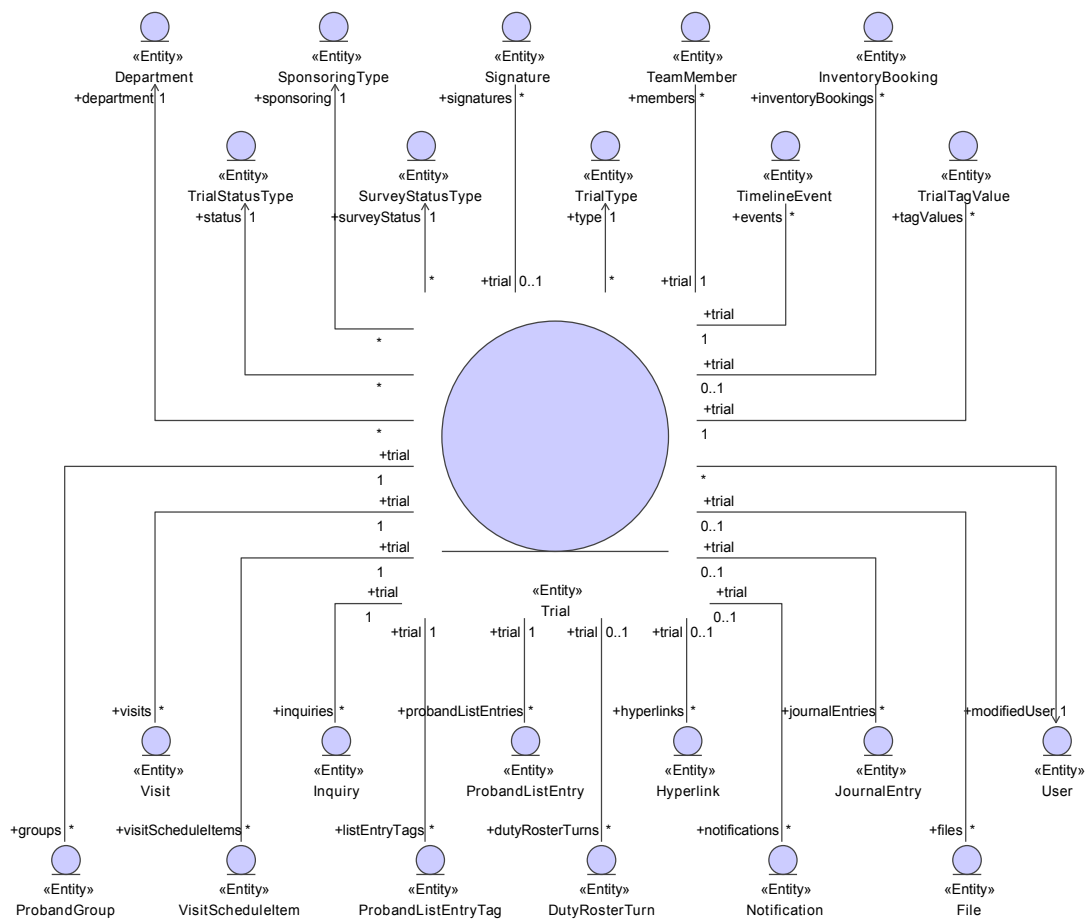 «Entity» «Entity» «Entity» «Entity» «Entity»
Department SponsoringType Signature TeamMember InventoryBooking
+department 1 +sponsoring 1 +signatures * +members * +inventoryBookings *
«Entity» «Entity» «Entity» «Entity» «Entity»
TrialStatusType SurveyStatusType TrialType TimelineEvent TrialTagValue
+status 1 +surveyStatus 1 +type 1 +events * +tagValues *
* +trial 0..1 * +trial 1
+trial
* 1
+trial
* 0..1
+trial
* 1
+trial
1 *
+trial +trial
1 0..1
+trial +trial
1 0..1
«Entity»
+trial Trial +trial
1 0..1
+trial 1 +trial 1 +trial 0..1 +trial 0..1
+visits * +inquiries * +probandListEntries * +hyperlinks * +journalEntries * +modifiedUser 1
«Entity» «Entity» «Entity» «Entity» «Entity» «Entity»
Visit Inquiry ProbandListEntry Hyperlink JournalEntry User
+groups * +visitScheduleItems * +listEntryTags * +dutyRosterTurns * +notifications * +files *
«Entity» «Entity» «Entity» «Entity» «Entity» «Entity»
ProbandGroup VisitScheduleItem ProbandListEntryTag DutyRosterTurn Notification File